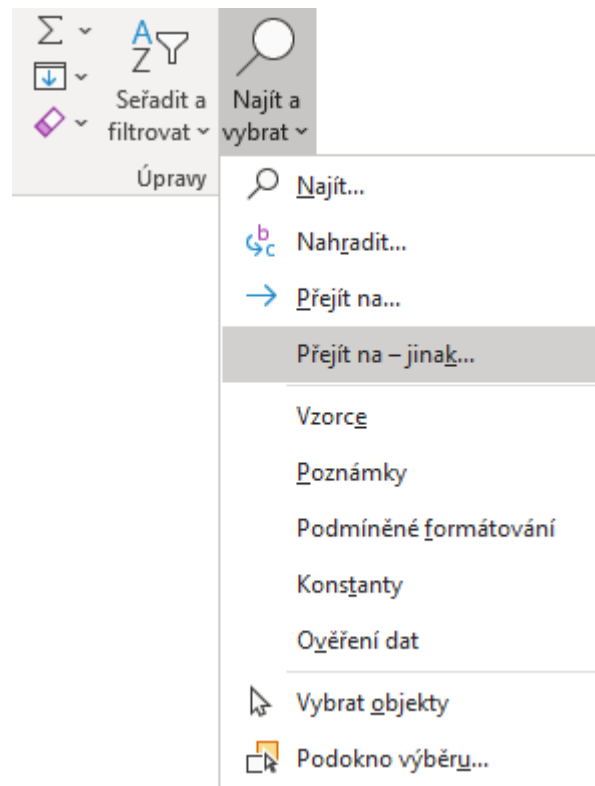 Seřadit a
filtrovat
Najít a
vybrat
Úpravy
Najít...
Nahradit...
Přejít na...
Přejít na – jinak...
Vzorce
Poznámky
Podmíněné formátování
Konstanty
Ověření dat
Vybrat objekty
Podokno výběru...